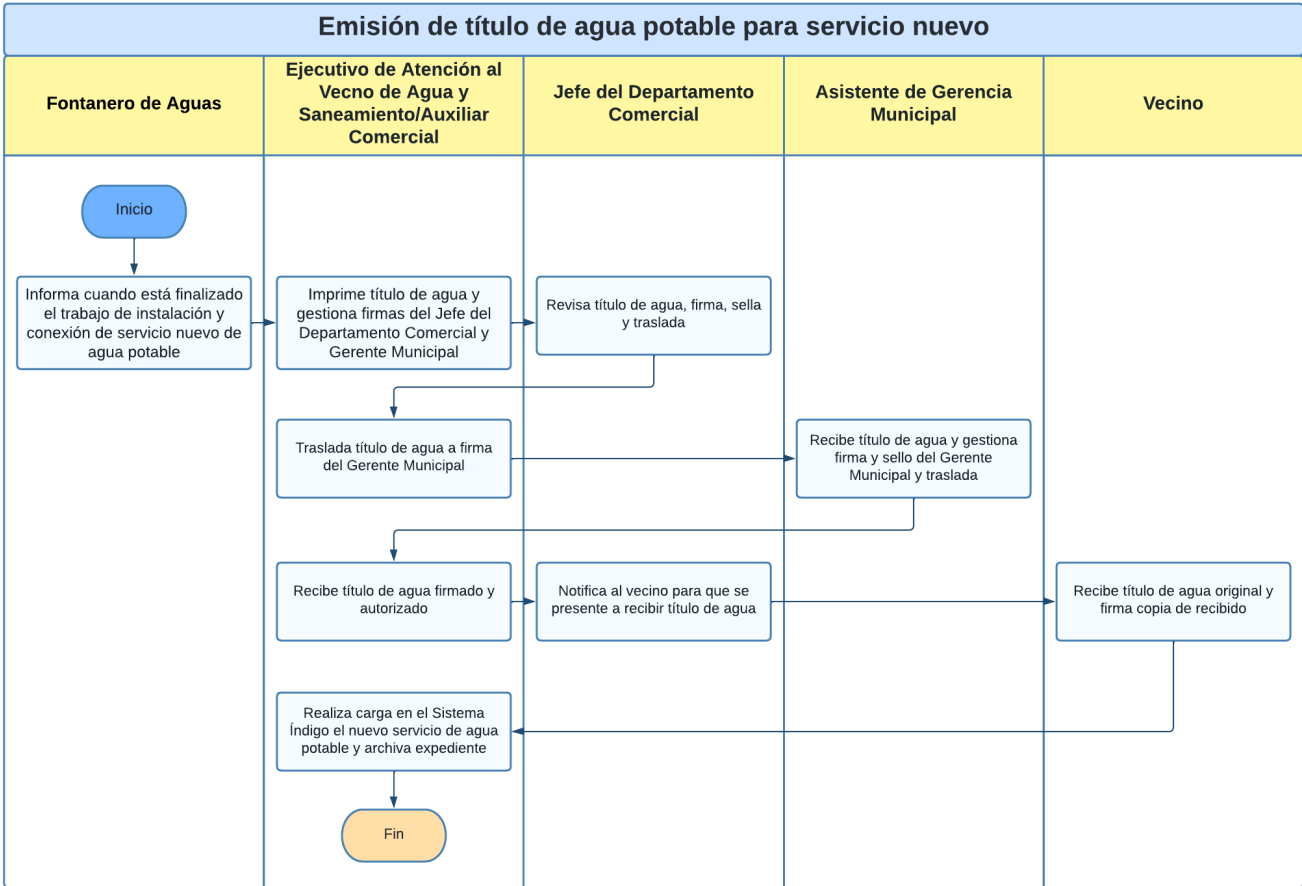 Emisión de título de agua potable para servicio nuevo
Fontanero de Aguas
Ejecutivo de Atención al
Vecno de Agua y
Saneamiento/Auxiliar
Comercial
Jefe del Departamento
Comercial
Asistente de Gerencia
Municipal
Vecino
Inicio
Informa cuando está finalizado
el trabajo de instalación y
conexión de servicio nuevo de
agua potable
Imprime título de agua y
gestiona firmas del Jefe del
Departamento Comercial y
Gerente Municipal
Revisa título de agua, firma, sella
y traslada
Traslada título de agua a firma
del Gerente Municipal
Recibe título de agua y gestiona
firma y sello del Gerente
Municipal y traslada
Recibe título de agua firmado y
autorizado
Notifica al vecino para que se
presente a recibir título de agua
Recibe título de agua original y
firma copia de recibido
Realiza carga en el Sistema
Índigo el nuevo servicio de agua
potable y archiva expediente
Fin